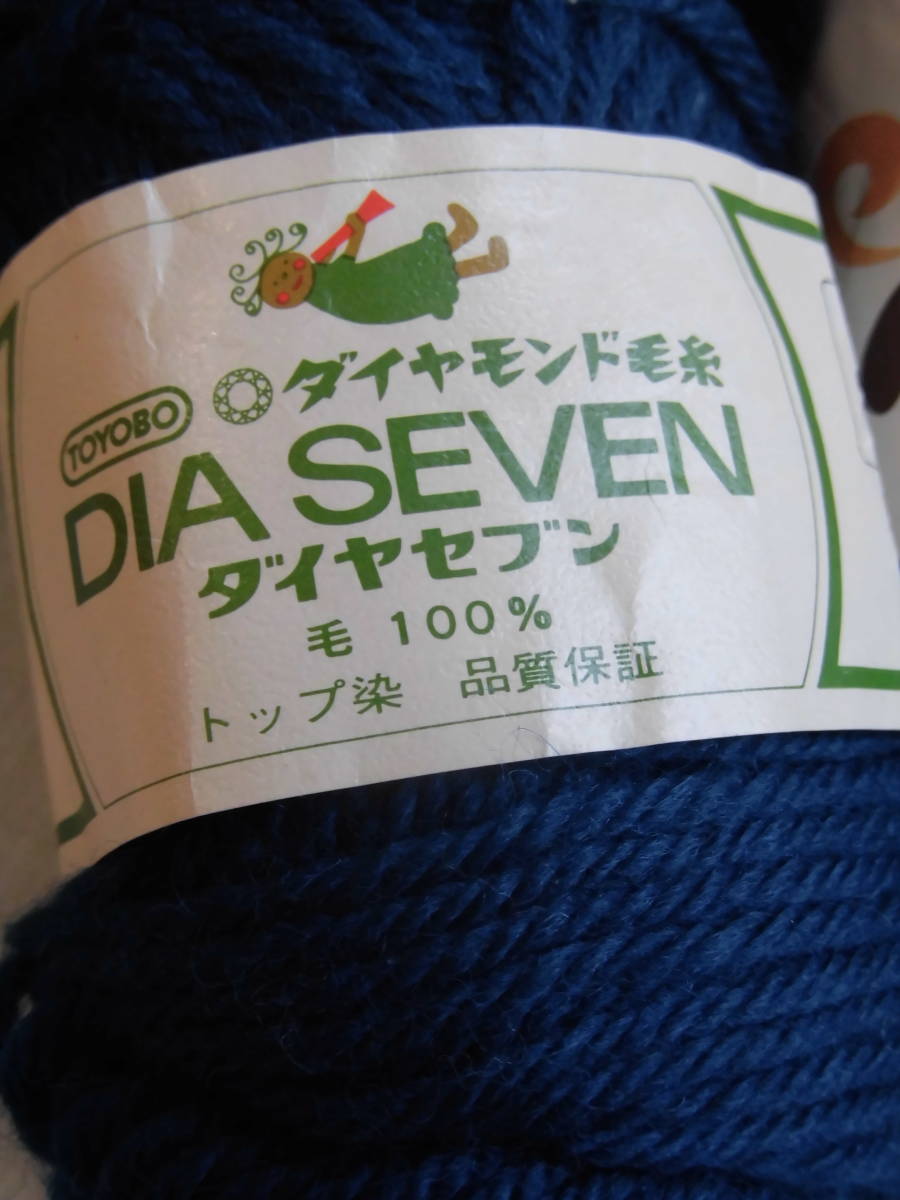 ダイヤモンド毛糸
TOYOBO
DIA SEVEN
ダイヤセブン
毛 100%
トップ染 品質保証